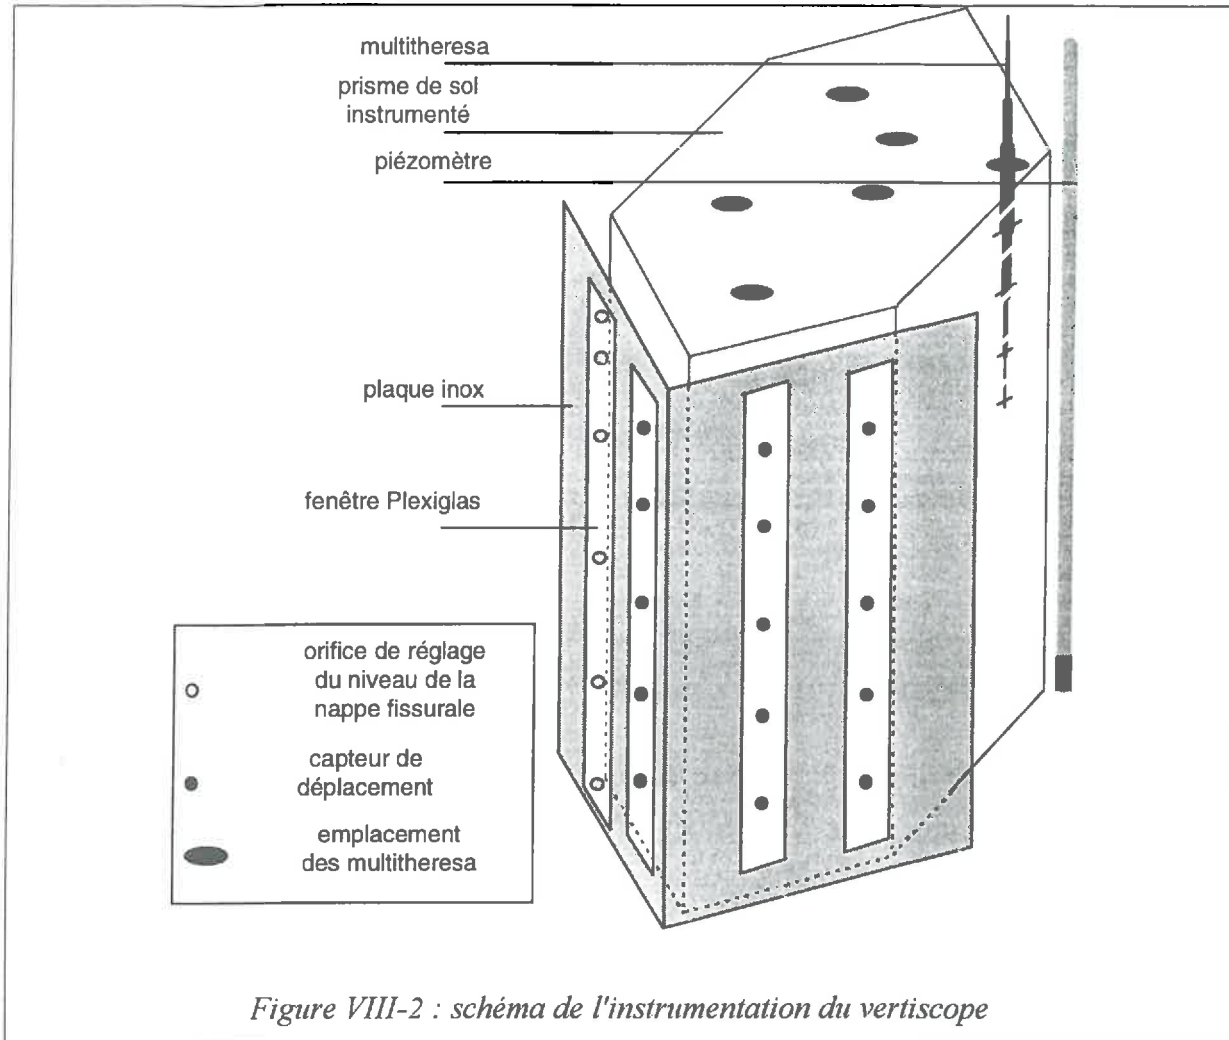 multitheresa
prisme de sol
instrumenté
piézomètre
plaque inox
fenêtre Plexiglas
orifice de réglage
du niveau de la
nappe fissurale
capteur de
déplacement
emplacement
des multitheresa
Figure VIII-2 : schéma de l'instrumentation du vertiscope